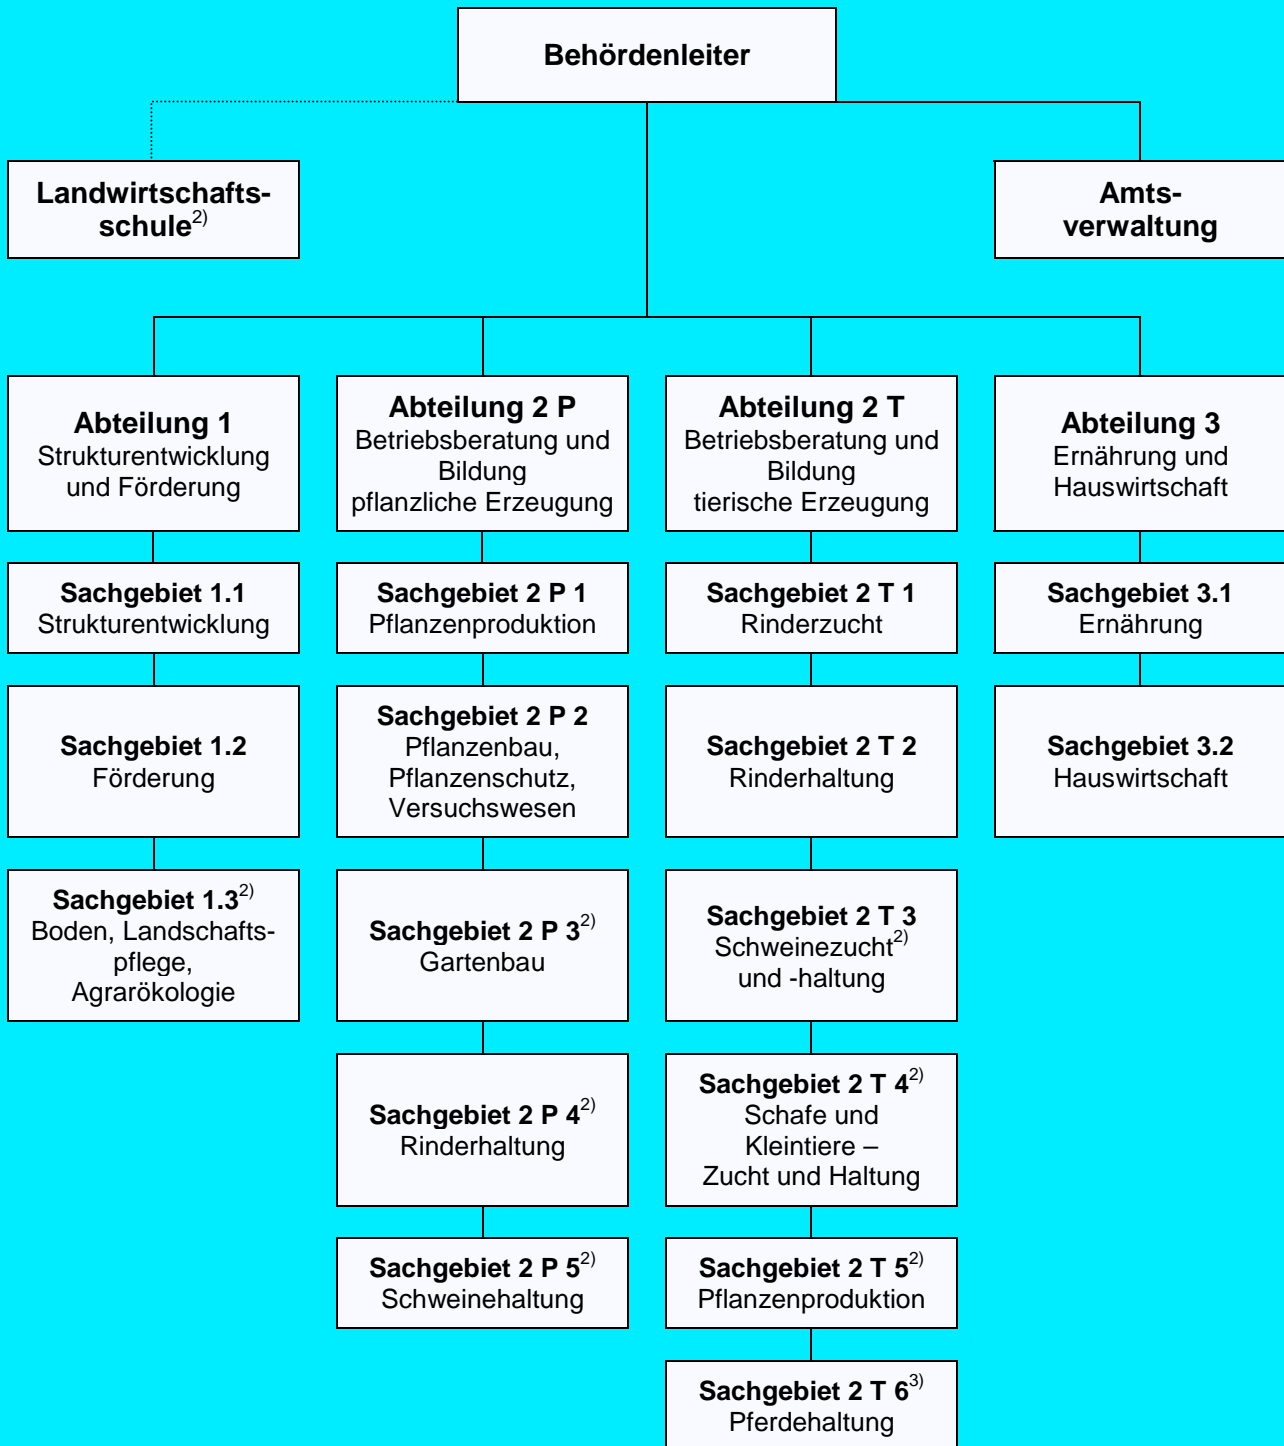 Behördenleiter
Landwirtschafts-
schule2)
Amts-
verwaltung
Abteilung 1
Strukturentwicklung
und Förderung
Abteilung 2 P
Betriebsberatung und
Bildung
pflanzliche Erzeugung
Abteilung 2 T
Betriebsberatung und
Bildung
tierische Erzeugung
Abteilung 3
Ernährung und
Hauswirtschaft
Sachgebiet 1.1
Strukturentwicklung
Sachgebiet 2 P 1
Pflanzenproduktion
Sachgebiet 2 T 1
Rinderzucht
Sachgebiet 3.1
Ernährung
Sachgebiet 1.2
Förderung
Sachgebiet 2 P 2
Pflanzenbau,
Pflanzenschutz,
Versuchswesen
Sachgebiet 2 T 2
Rinderhaltung
Sachgebiet 3.2
Hauswirtschaft
Sachgebiet 1.32)
Boden, Landschafts-
pflege,
Agrarökologie
Sachgebiet 2 P 32)
Gartenbau
Sachgebiet 2 T 3
Schweinezucht2)
und -haltung
Sachgebiet 2 P 42)
Rinderhaltung
Sachgebiet 2 T 42)
Schafe und
Kleintiere –
Zucht und Haltung
Sachgebiet 2 P 52)
Schweinehaltung
Sachgebiet 2 T 52)
Pflanzenproduktion
Sachgebiet 2 T 63)
Pferdehaltung